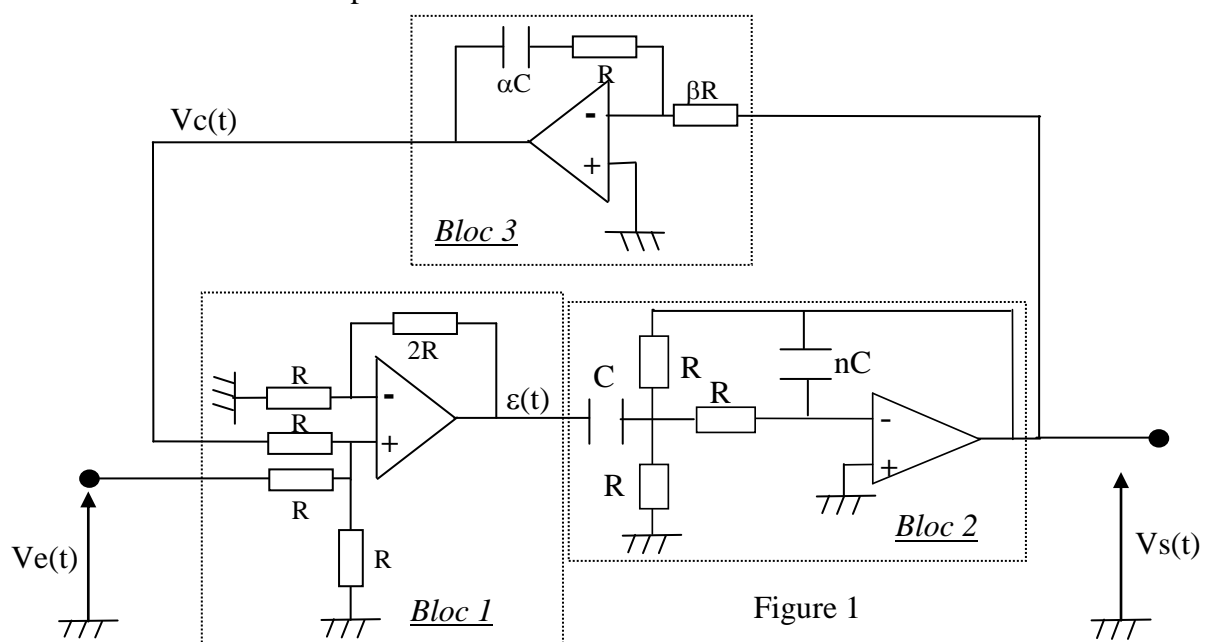 αC
R
βR
Vc(t)
-
+
Bloc 3
2R
R
-
R
+
R
R
ε(t)
Ve(t)
Bloc 1
C
R
R
nC
-
+
R
Bloc 2
Vs(t)
Figure 1